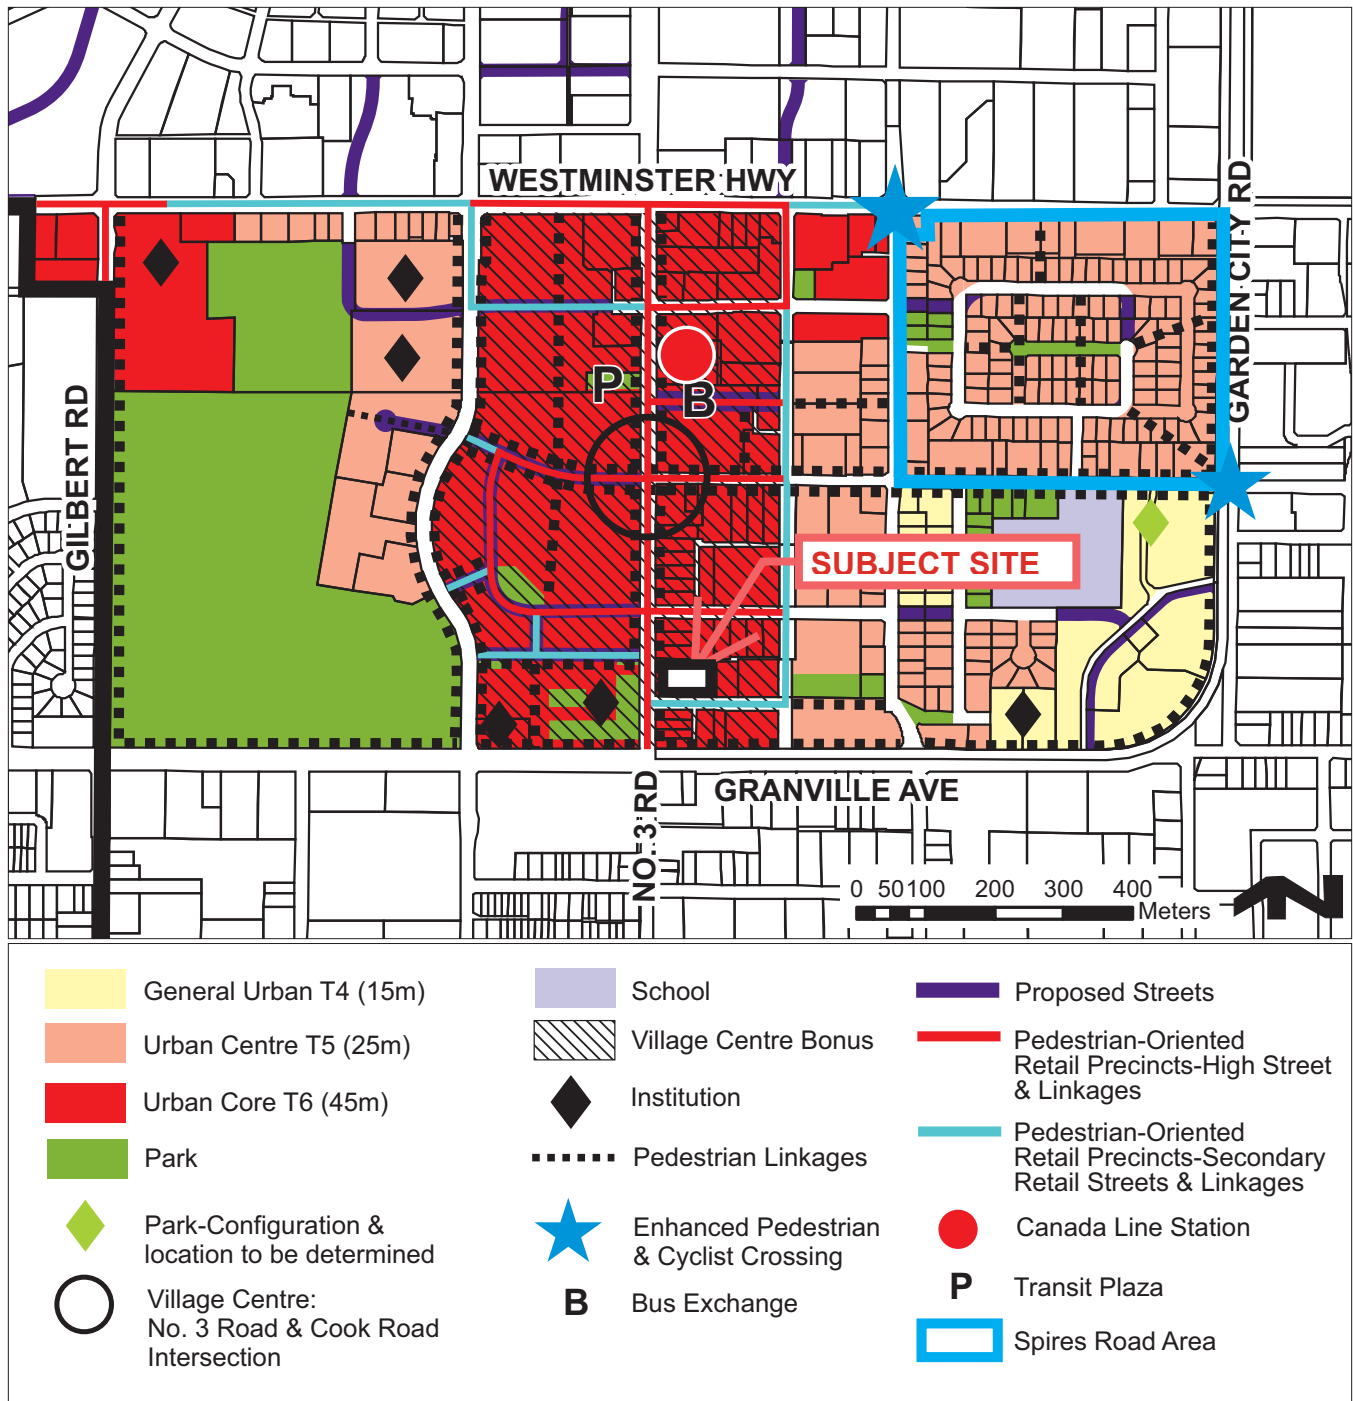 WESTMINSTER HWY
GARDEN CITY RD
GILBERT RD
P
B
SUBJECT SITE
NO. 3 RD
GRANVILLE AVE
0 50 100 200 300 400
Meters
General Urban T4 (15m)
Urban Centre T5 (25m)
Urban Core T6 (45m)
Park
Park-Configuration &
location to be determined
Village Centre:
No. 3 Road & Cook Road
Intersection
School
Village Centre Bonus
Institution
Pedestrian Linkages
Enhanced Pedestrian
& Cyclist Crossing
B Bus Exchange
Proposed Streets
Pedestrian-Oriented
Retail Precincts-High Street
& Linkages
Pedestrian-Oriented
Retail Precincts-Secondary
Retail Streets & Linkages
Canada Line Station
P Transit Plaza
Spires Road Area